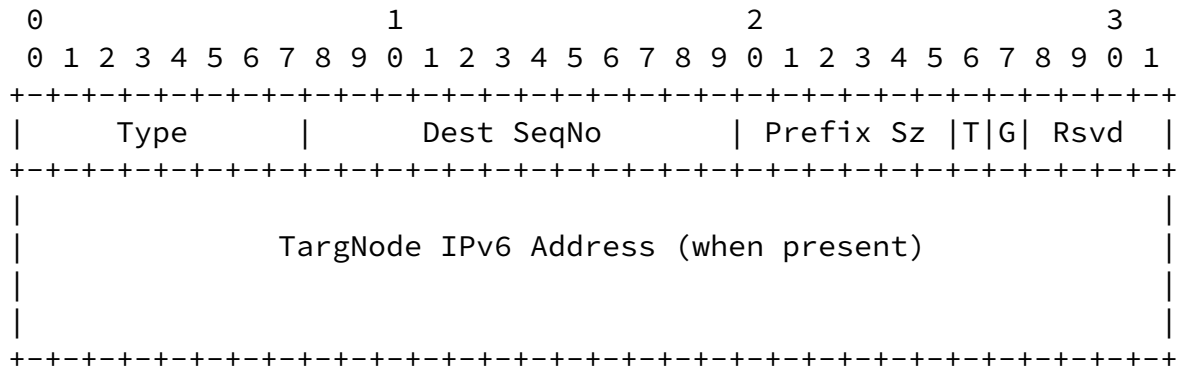 0                   1                   2                   3
 0 1 2 3 4 5 6 7 8 9 0 1 2 3 4 5 6 7 8 9 0 1 2 3 4 5 6 7 8 9 0 1
+-+-+-+-+-+-+-+-+-+-+-+-+-+-+-+-+-+-+-+-+-+-+-+-+-+-+-+-+-+-+-+-+
|     Type      |      Dest SeqNo       | Prefix Sz |T|G| Rsvd  |
+-+-+-+-+-+-+-+-+-+-+-+-+-+-+-+-+-+-+-+-+-+-+-+-+-+-+-+-+-+-+-+-+
|                                                               |
|              TargNode IPv6 Address (when present)             |
|                                                               |
|                                                               |
+-+-+-+-+-+-+-+-+-+-+-+-+-+-+-+-+-+-+-+-+-+-+-+-+-+-+-+-+-+-+-+-+